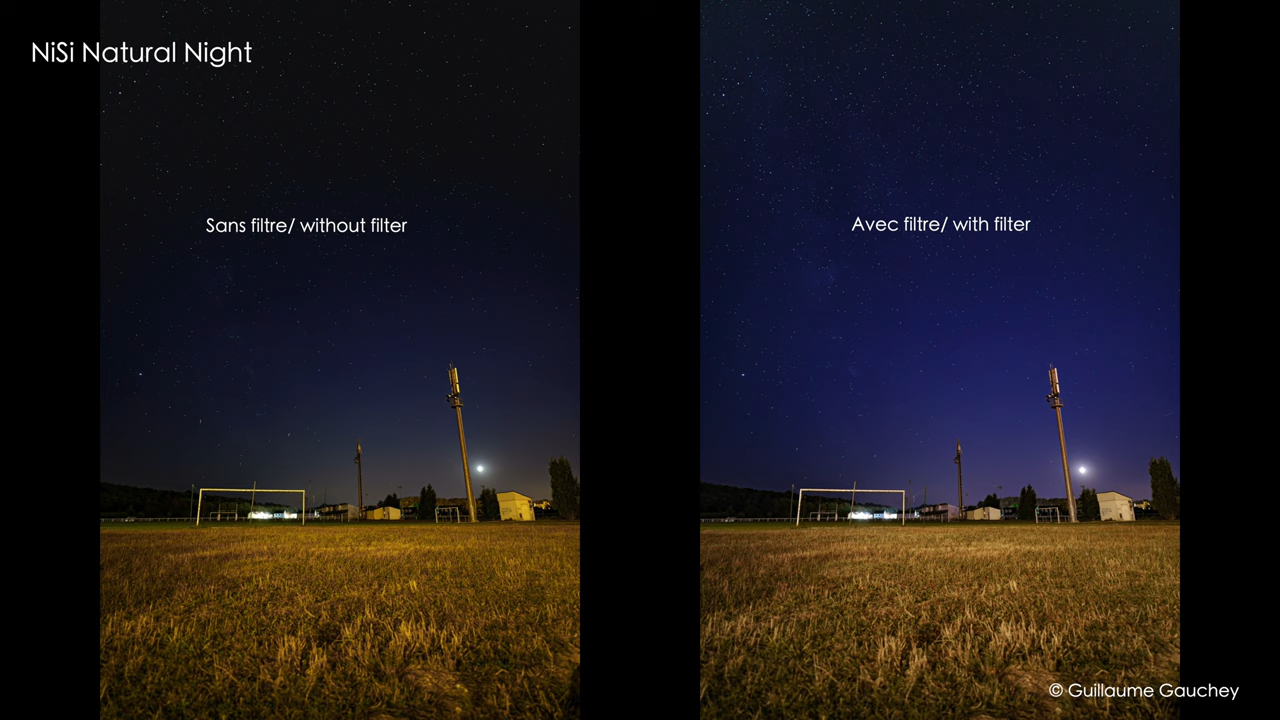 NiSi Natural Night
Sans filtre/ without filter
Avec filtre/ with filter
© Guillaume Gauchey